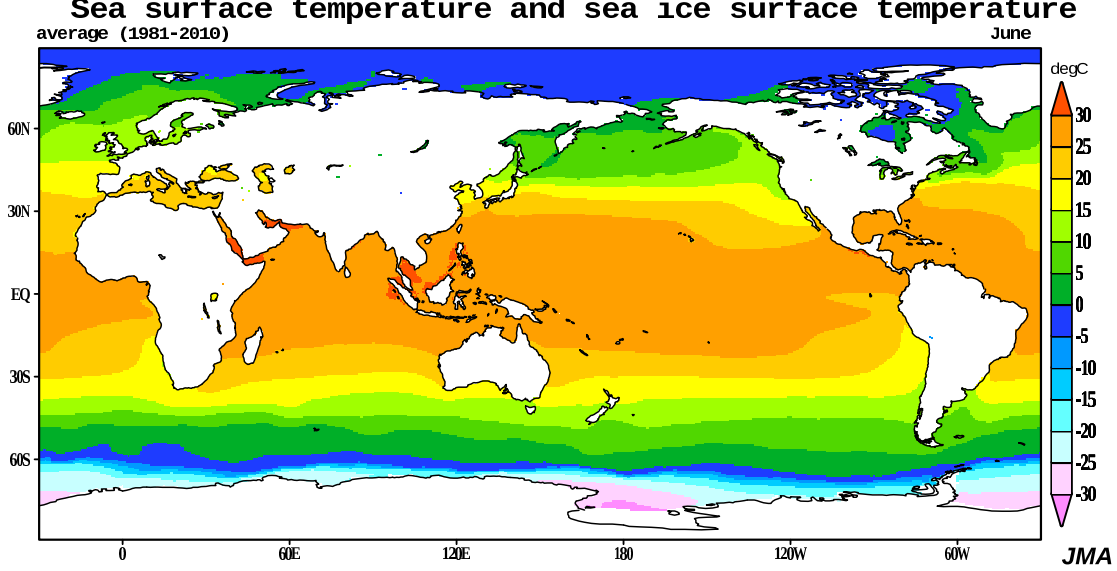 Sea surface temperature and sea ice surface temperature
average (1981-2010) June
degC
30
25
20
15
10
5
0
-5
-10
-15
-20
-25
-30
60N
30N
EQ
30S
60S
0 60E 120E 180 120W 60W
JMA